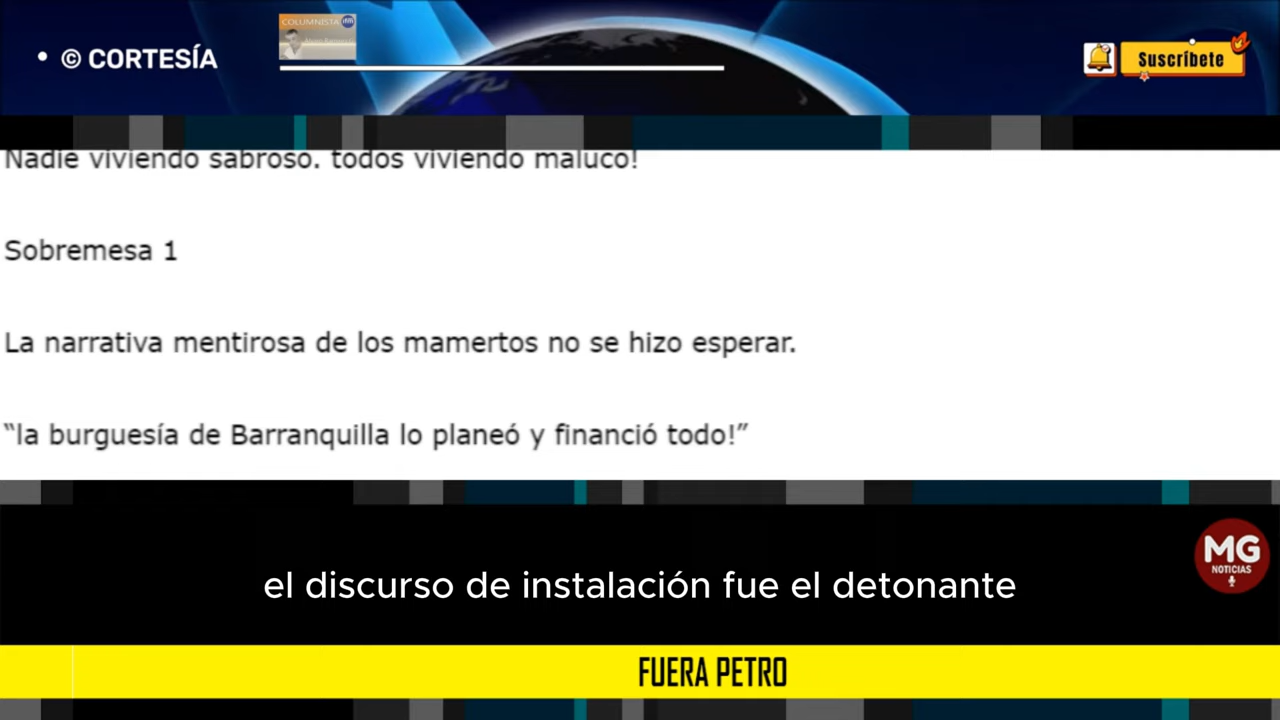 • © CORTESÍA
COLUMNISTA
Suscríbete
Nadie viviendo sabroso. todos viviendo maluco!
Sobremesa 1
La narrativa mentirosa de los mamertos no se hizo esperar.
“la burguesía de Barranquilla lo planeó y financió todo!”
MG
NOTICIAS
el discurso de instalación fue el detonante
FUERA PETRO